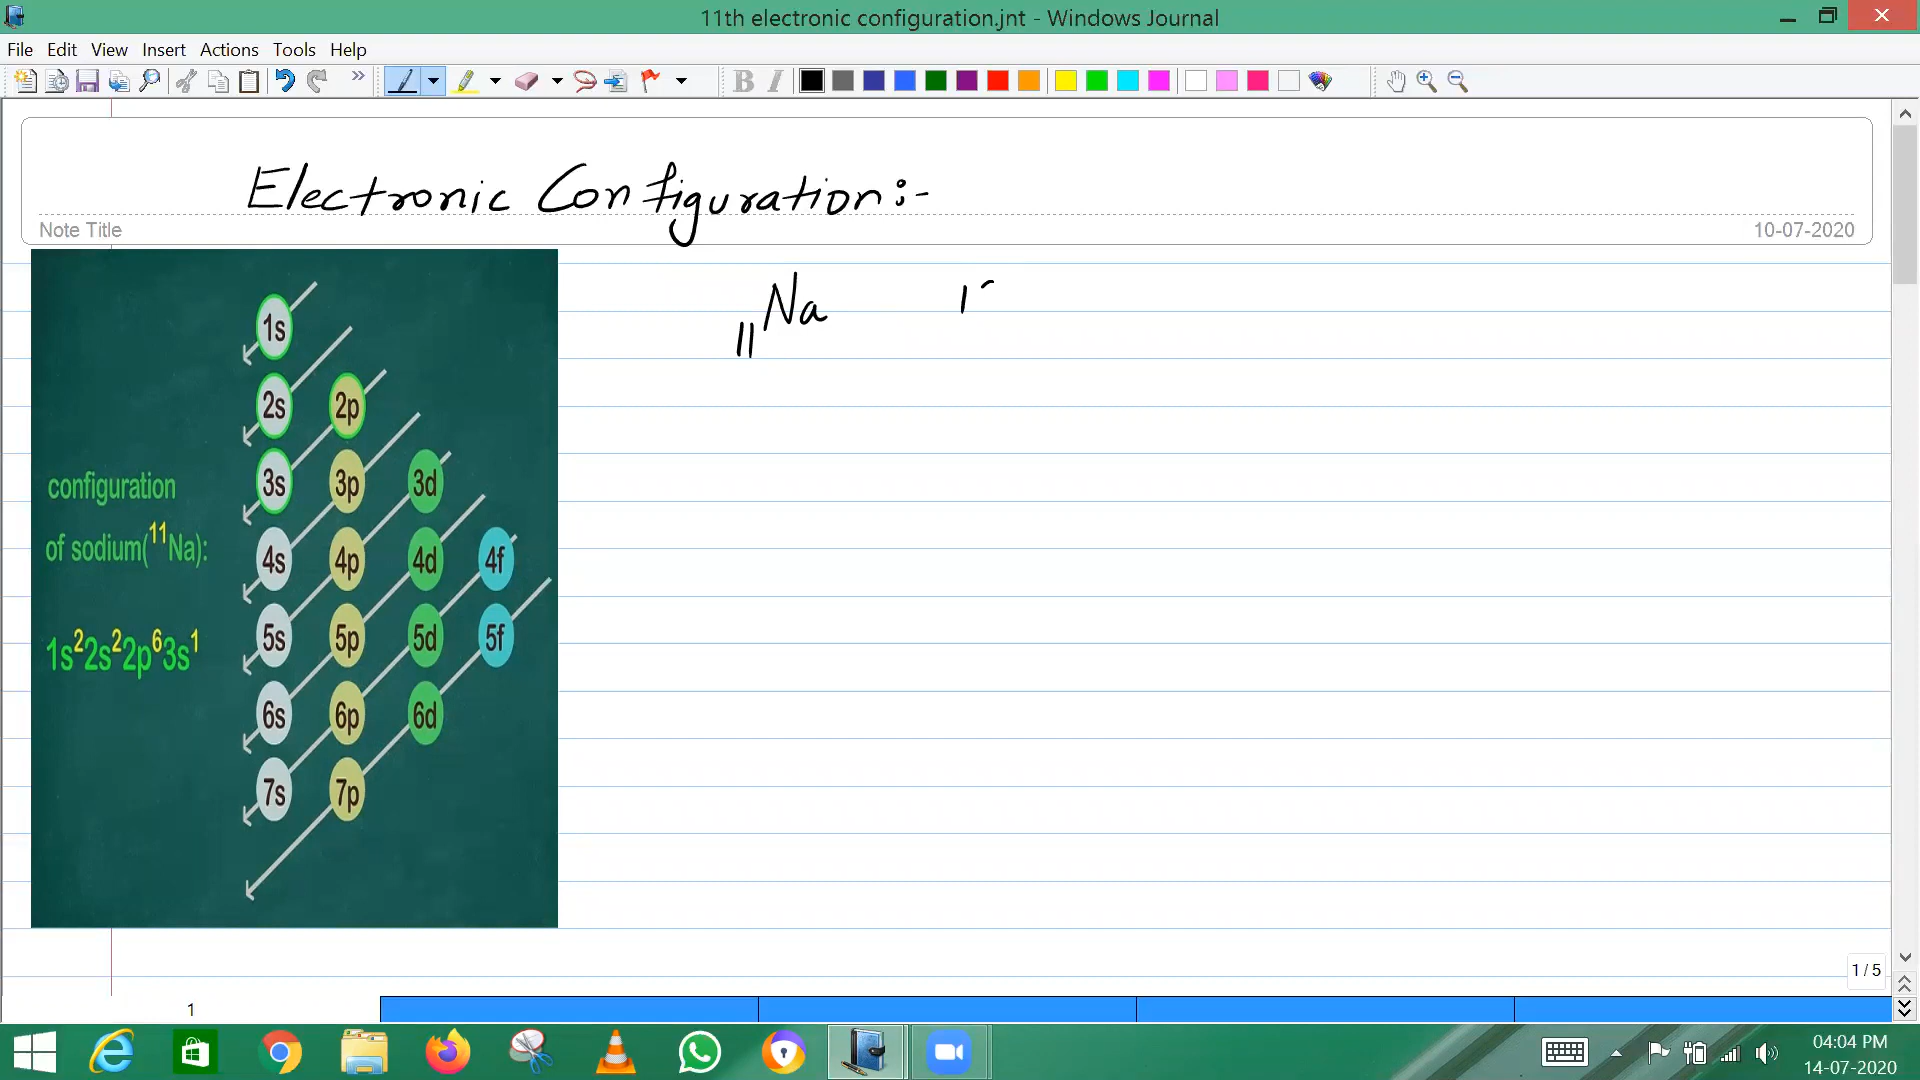 11th electronic configuration.jnt - Windows Journal
File Edit View Insert Actions Tools Help
B I
Electronic Configuration:-
Note Title
10-07-2020
₁₁Na
1s
2s 2p
3s 3p 3d
configuration
of sodium(¹¹Na):
4s 4p 4d 4f
5s 5p 5d 5f
1s²2s²2p⁶3s¹
6s 6p 6d
7s 7p
1 / 5
1
04:04 PM
14-07-2020